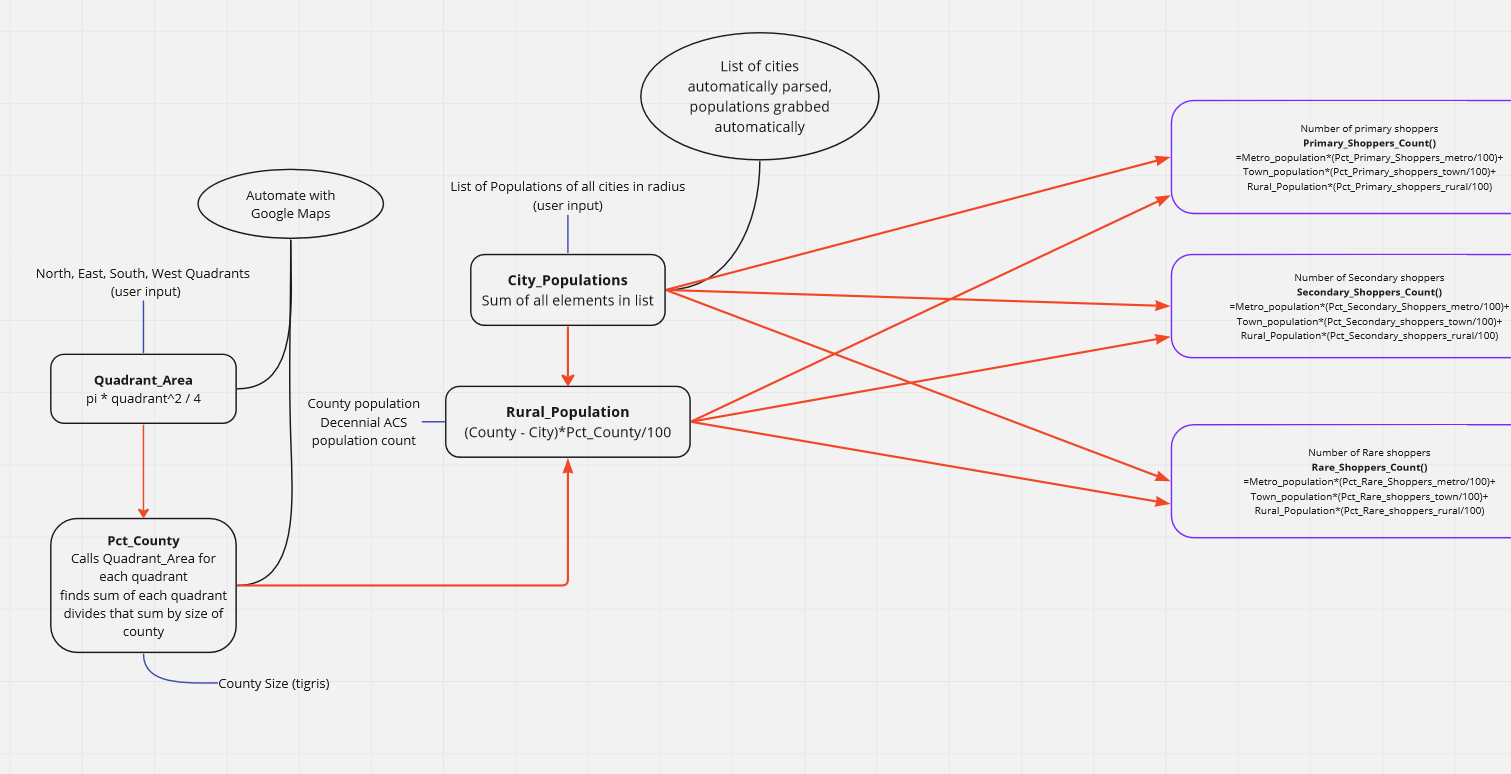 List of cities
automatically parsed,
populations grabbed
automatically
Automate with
Google Maps
List of Populations of all cities in radius
(user input)
North, East, South, West Quadrants
(user input)
City_Populations
Sum of all elements in list
Quadrant_Area
pi * quadrant^2 / 4
County population
Decennial ACS
population count
Rural_Population
(County - City)*Pct_County/100
Pct_County
Calls Quadrant_Area for
each quadrant
finds sum of each quadrant
divides that sum by size of
county
County Size (tigris)
Number of primary shoppers
Primary_Shoppers_Count()
=Metro_population*(Pct_Primary_Shoppers_metro/100)+
Town_population*(Pct_Primary_shoppers_town/100)+
Rural_Population*(Pct_Primary_shoppers_rural/100)
Number of Secondary shoppers
Secondary_Shoppers_Count()
=Metro_population*(Pct_Secondary_Shoppers_metro/100)+
Town_population*(Pct_Secondary_shoppers_town/100)+
Rural_Population*(Pct_Secondary_shoppers_rural/100)
Number of Rare shoppers
Rare_Shoppers_Count()
=Metro_population*(Pct_Rare_Shoppers_metro/100)+
Town_population*(Pct_Rare_shoppers_town/100)+
Rural_Population*(Pct_Rare_shoppers_rural/100)